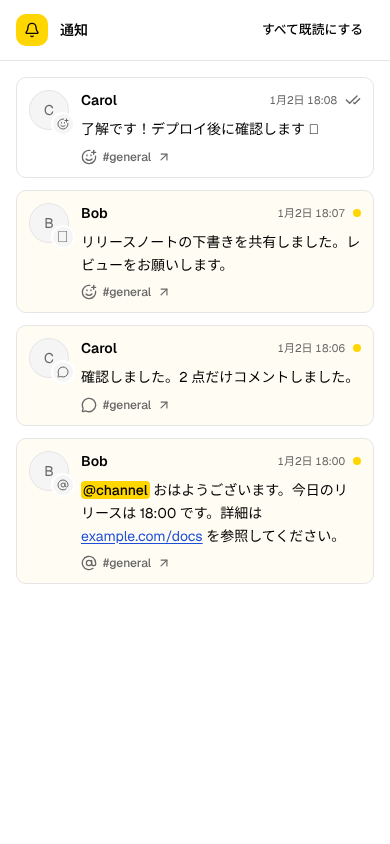 通知
すべて既読にする
C
Carol
1月2日 18:08
了解です！デプロイ後に確認します
#general
B
Bob
1月2日 18:07
リリースノートの下書きを共有しました。レ
ビューをお願いします。
#general
C
Carol
1月2日 18:06
確認しました。2 点だけコメントしました。
#general
B
Bob
1月2日 18:00
@channel おはようございます。今日のリ
リースは 18:00 です。詳細は
example.com/docs を参照してください。
#general